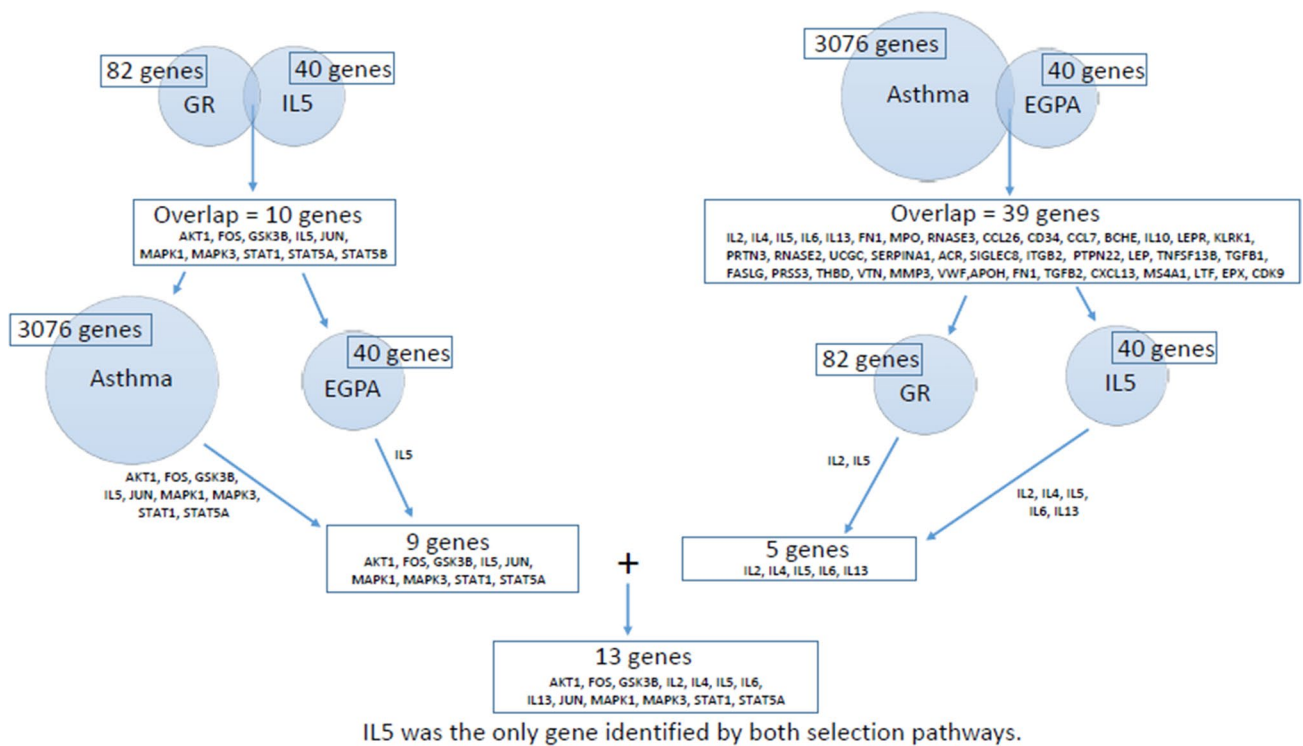 82 genes
GR
40 genes
IL5
3076 genes
Asthma
40 genes
EGPA
Overlap = 10 genes
AKT1, FOS, GSK3B, IL5, JUN,
MAPK1, MAPK3, STAT1, STAT5A, STAT5B
Overlap = 39 genes
IL2, IL4, IL5, IL6, IL13, FN1, MPO, RNASE3, CCL26, CD34, CCL7, BCHE, IL10, LEPR, KLRK1,
PRTN3, RNASE2, UCGC, SERPINA1, ACR, SIGLEC8, ITGB2, PTPN22, LEP, TNFSF13B, TGFB1,
FASLG, PRSS3, THBD, VTN, MMP3, VWF,APOH, FN1, TGFB2, CXCL13, MS4A1, LTF, EPX, CDK9
3076 genes
Asthma
40 genes
EGPA
82 genes
GR
40 genes
IL5
AKT1, FOS, GSK3B,
IL5, JUN, MAPK1, MAPK3,
STAT1, STAT5A
IL5
IL2, IL5
IL2, IL4, IL5,
IL6, IL13
9 genes
AKT1, FOS, GSK3B, IL5, JUN,
MAPK1, MAPK3, STAT1, STAT5A
+
5 genes
IL2, IL4, IL5, IL6, IL13
13 genes
AKT1, FOS, GSK3B, IL2, IL4, IL5, IL6,
IL13, JUN, MAPK1, MAPK3, STAT1, STAT5A
IL5 was the only gene identified by both selection pathways.